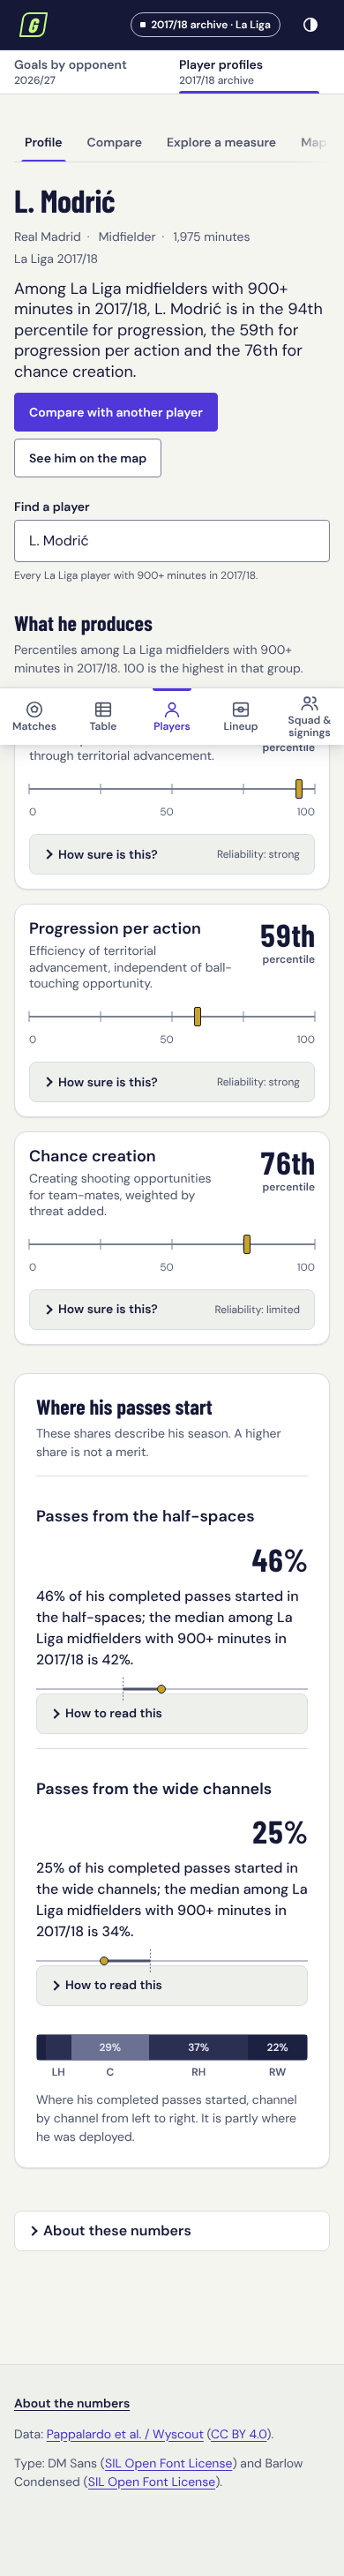 G
2017/18 archive · La Liga
Goals by opponent
2026/27
Player profiles
2017/18 archive
Profile
Compare
Explore a measure
Map
L. Modrić
Real Madrid · Midfielder · 1,975 minutes
La Liga 2017/18
Among La Liga midfielders with 900+
minutes in 2017/18, L. Modrić is in the 94th
percentile for progression, the 59th for
progression per action and the 76th for
chance creation.
Compare with another player
See him on the map
Find a player
L. Modrić
Every La Liga player with 900+ minutes in 2017/18.
What he produces
Percentiles among La Liga midfielders with 900+
minutes in 2017/18. 100 is the highest in that group.
Matches
Table
Players
Lineup
Squad &
signings
through territorial advancement.
percentile
0 50 100
How sure is this?
Reliability: strong
Progression per action
59th
percentile
Efficiency of territorial
advancement, independent of ball-
touching opportunity.
0 50 100
How sure is this?
Reliability: strong
Chance creation
76th
percentile
Creating shooting opportunities
for team-mates, weighted by
threat added.
0 50 100
How sure is this?
Reliability: limited
Where his passes start
These shares describe his season. A higher
share is not a merit.
Passes from the half-spaces
46%
46% of his completed passes started in
the half-spaces; the median among La
Liga midfielders with 900+ minutes in
2017/18 is 42%.
How to read this
Passes from the wide channels
25%
25% of his completed passes started in
the wide channels; the median among La
Liga midfielders with 900+ minutes in
2017/18 is 34%.
How to read this
29% 37% 22%
LH C RH RW
Where his completed passes started, channel
by channel from left to right. It is partly where
he was deployed.
About these numbers
About the numbers
Data: Pappalardo et al. / Wyscout (CC BY 4.0).
Type: DM Sans (SIL Open Font License) and Barlow
Condensed (SIL Open Font License).